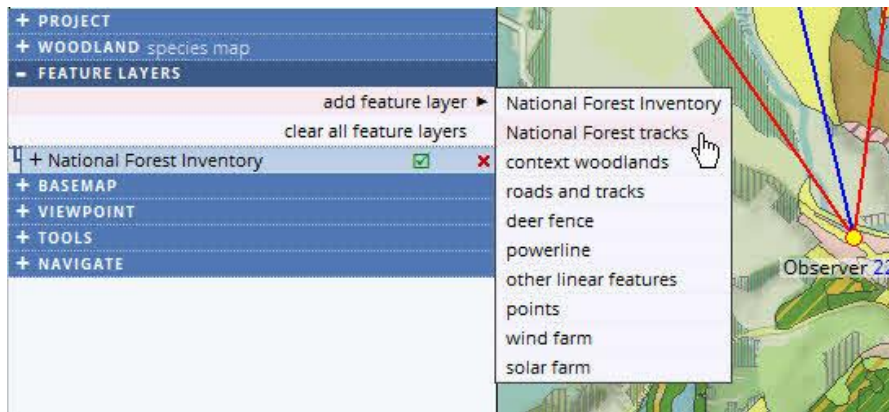 + PROJECT
+ WOODLAND species map
- FEATURE LAYERS
add feature layer ►
clear all feature layers
+ National Forest Inventory
+ BASEMAP
+ VIEWPOINT
+ TOOLS
+ NAVIGATE
National Forest Inventory
National Forest tracks
context woodlands
roads and tracks
deer fence
powerline
other linear features
points
wind farm
solar farm
Observer 22